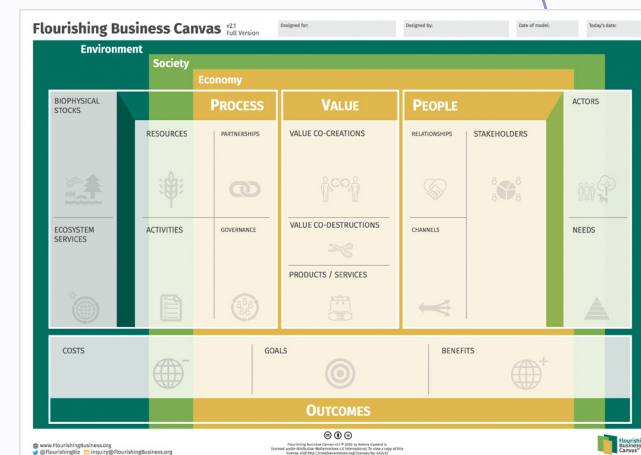 Flourishing Business Canvas v2.1
Full Version
Designed for:
Designed by:
Date of model:
Today's date:
Environment
Society
Economy
BIOPHYSICAL
STOCKS
PROCESS
VALUE
PEOPLE
ACTORS
RESOURCES
PARTNERSHIPS
VALUE CO-CREATIONS
RELATIONSHIPS
STAKEHOLDERS
ECOSYSTEM
SERVICES
ACTIVITIES
GOVERNANCE
VALUE CO-DESTRUCTIONS
CHANNELS
NEEDS
PRODUCTS / SERVICES
COSTS
GOALS
BENEFITS
OUTCOMES
www.FlourishingBusiness.org
@FlourishingBiz inquiry@FlourishingBusiness.org
Flourishing
Business
Canvas